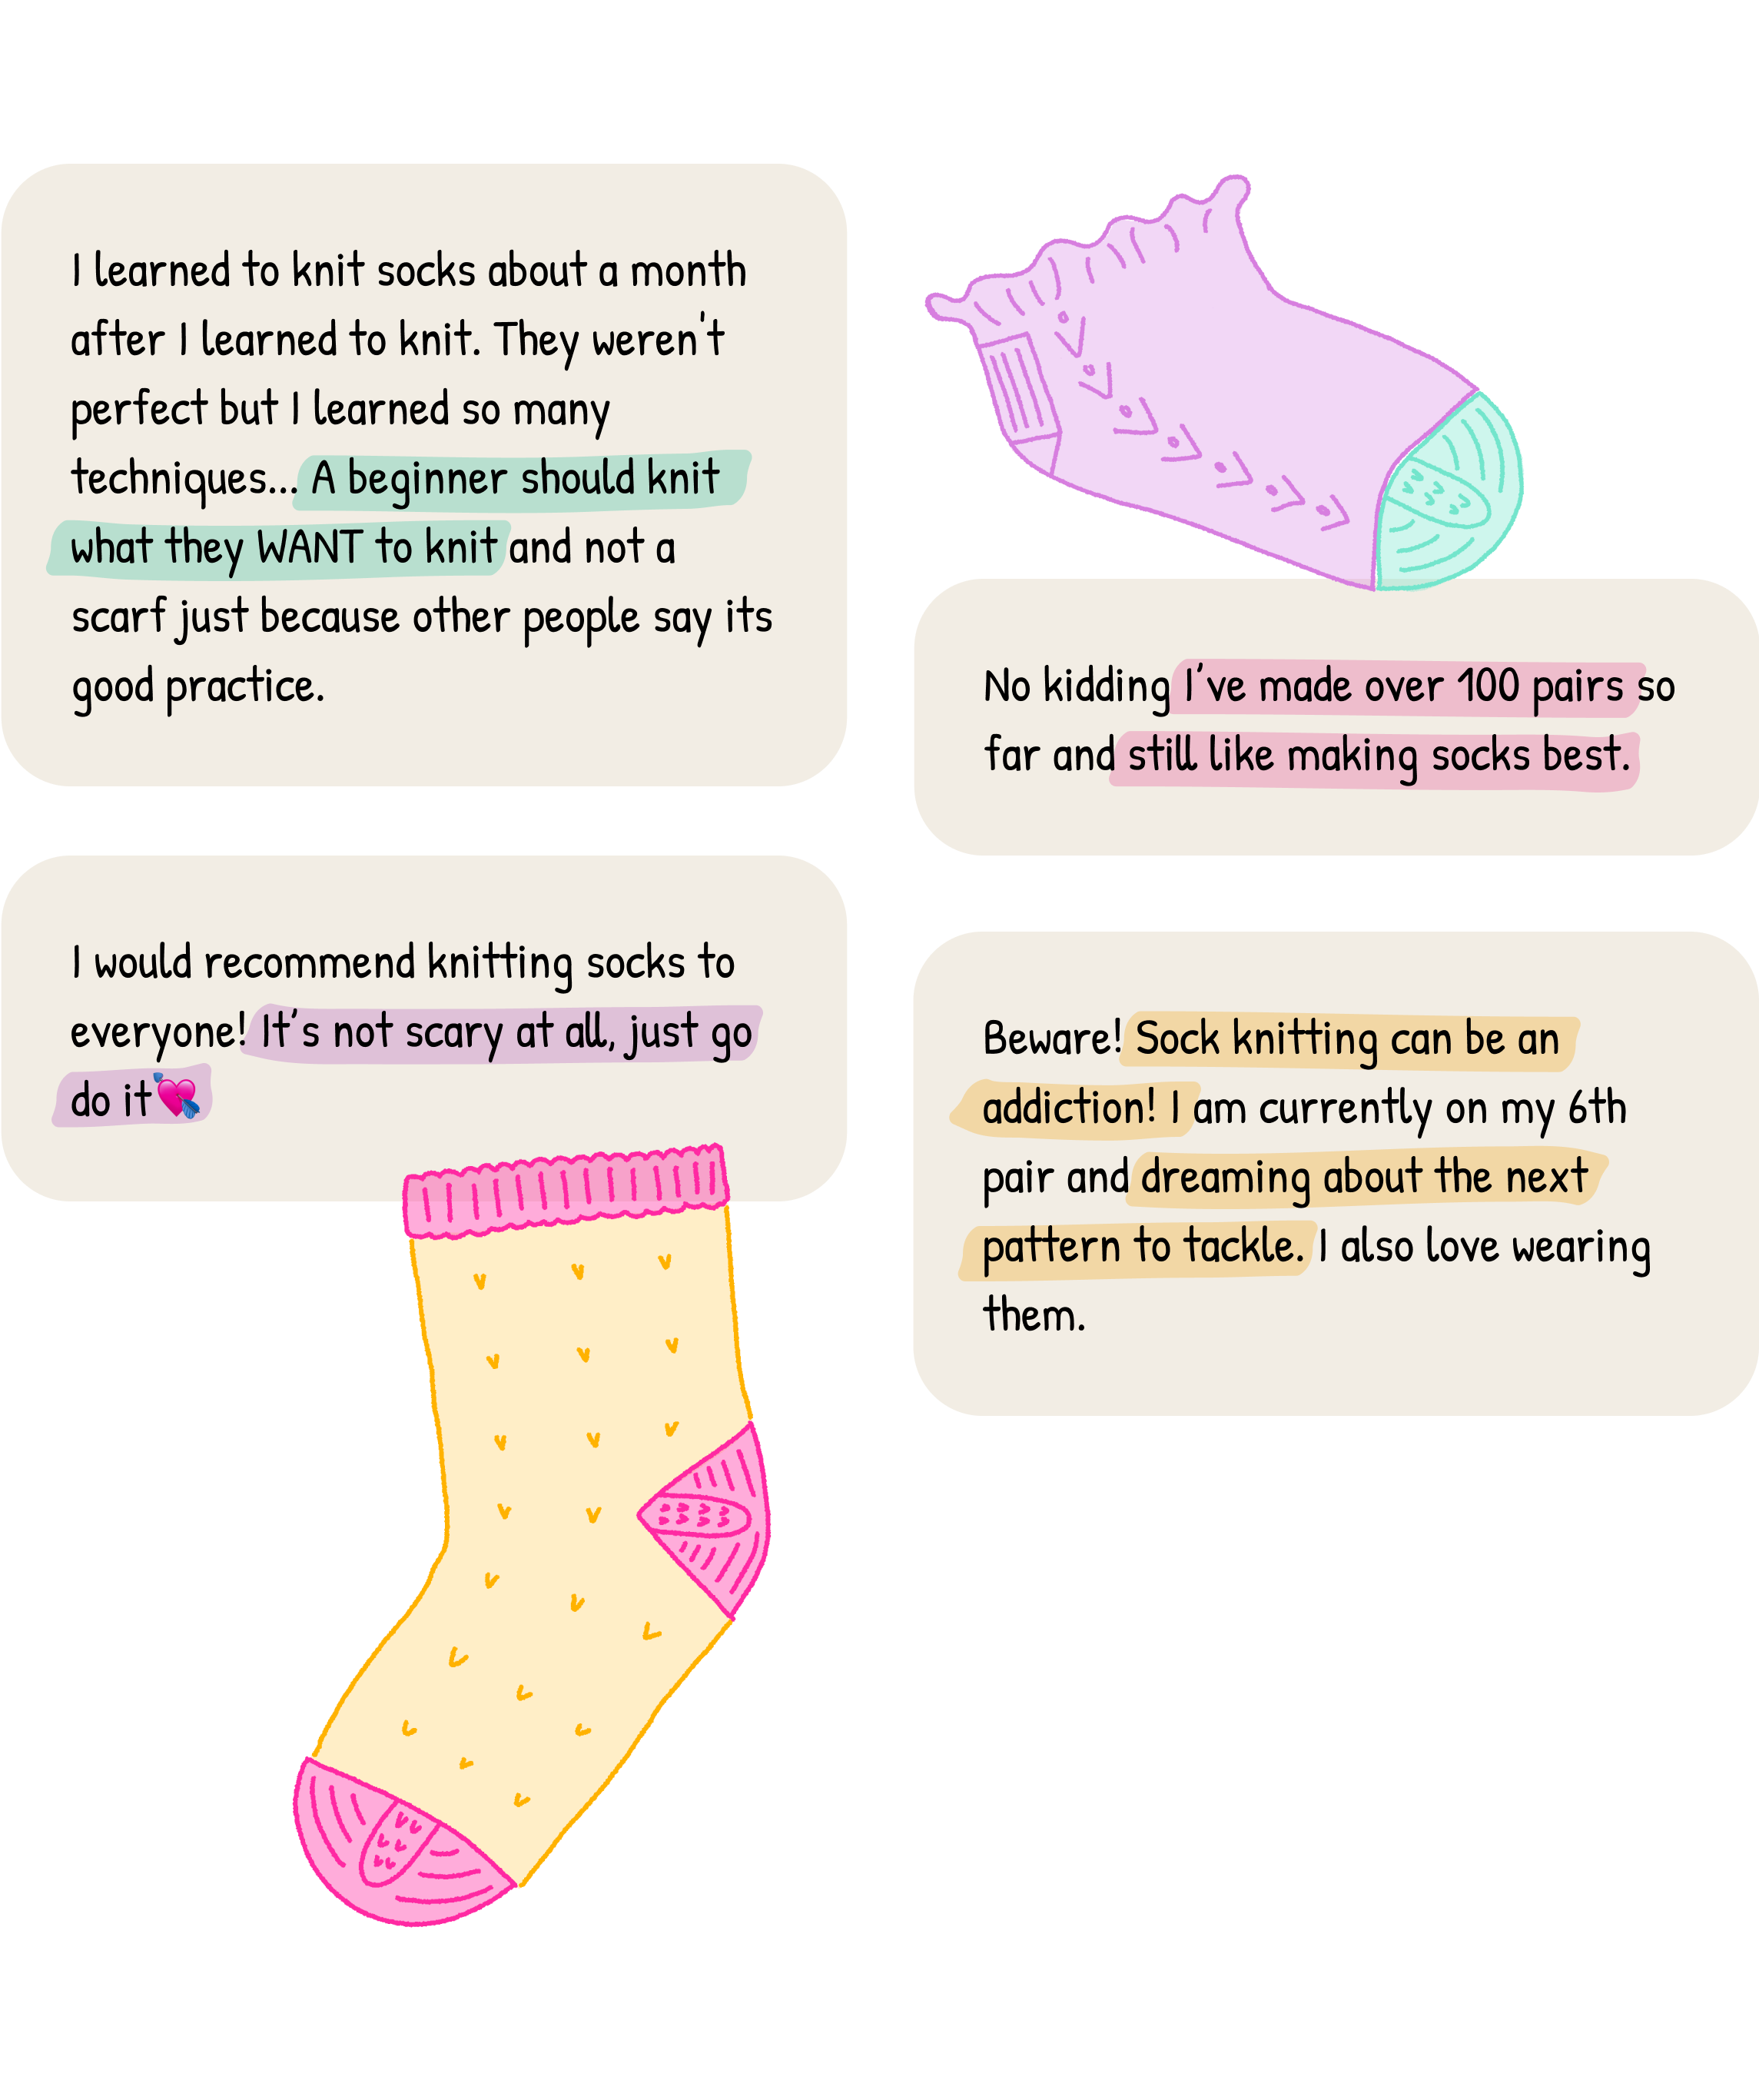 I learned to knit socks about a month
after I learned to knit. They weren't
perfect but I learned so many
techniques... A beginner should knit
what they WANT to knit and not a
scarf just because other people say its
good practice.
I would recommend knitting socks to
everyone! It's not scary at all, just go
do it💘
No kidding I've made over 100 pairs so
far and still like making socks best.
Beware! Sock knitting can be an
addiction! I am currently on my 6th
pair and dreaming about the next
pattern to tackle. I also love wearing
them.